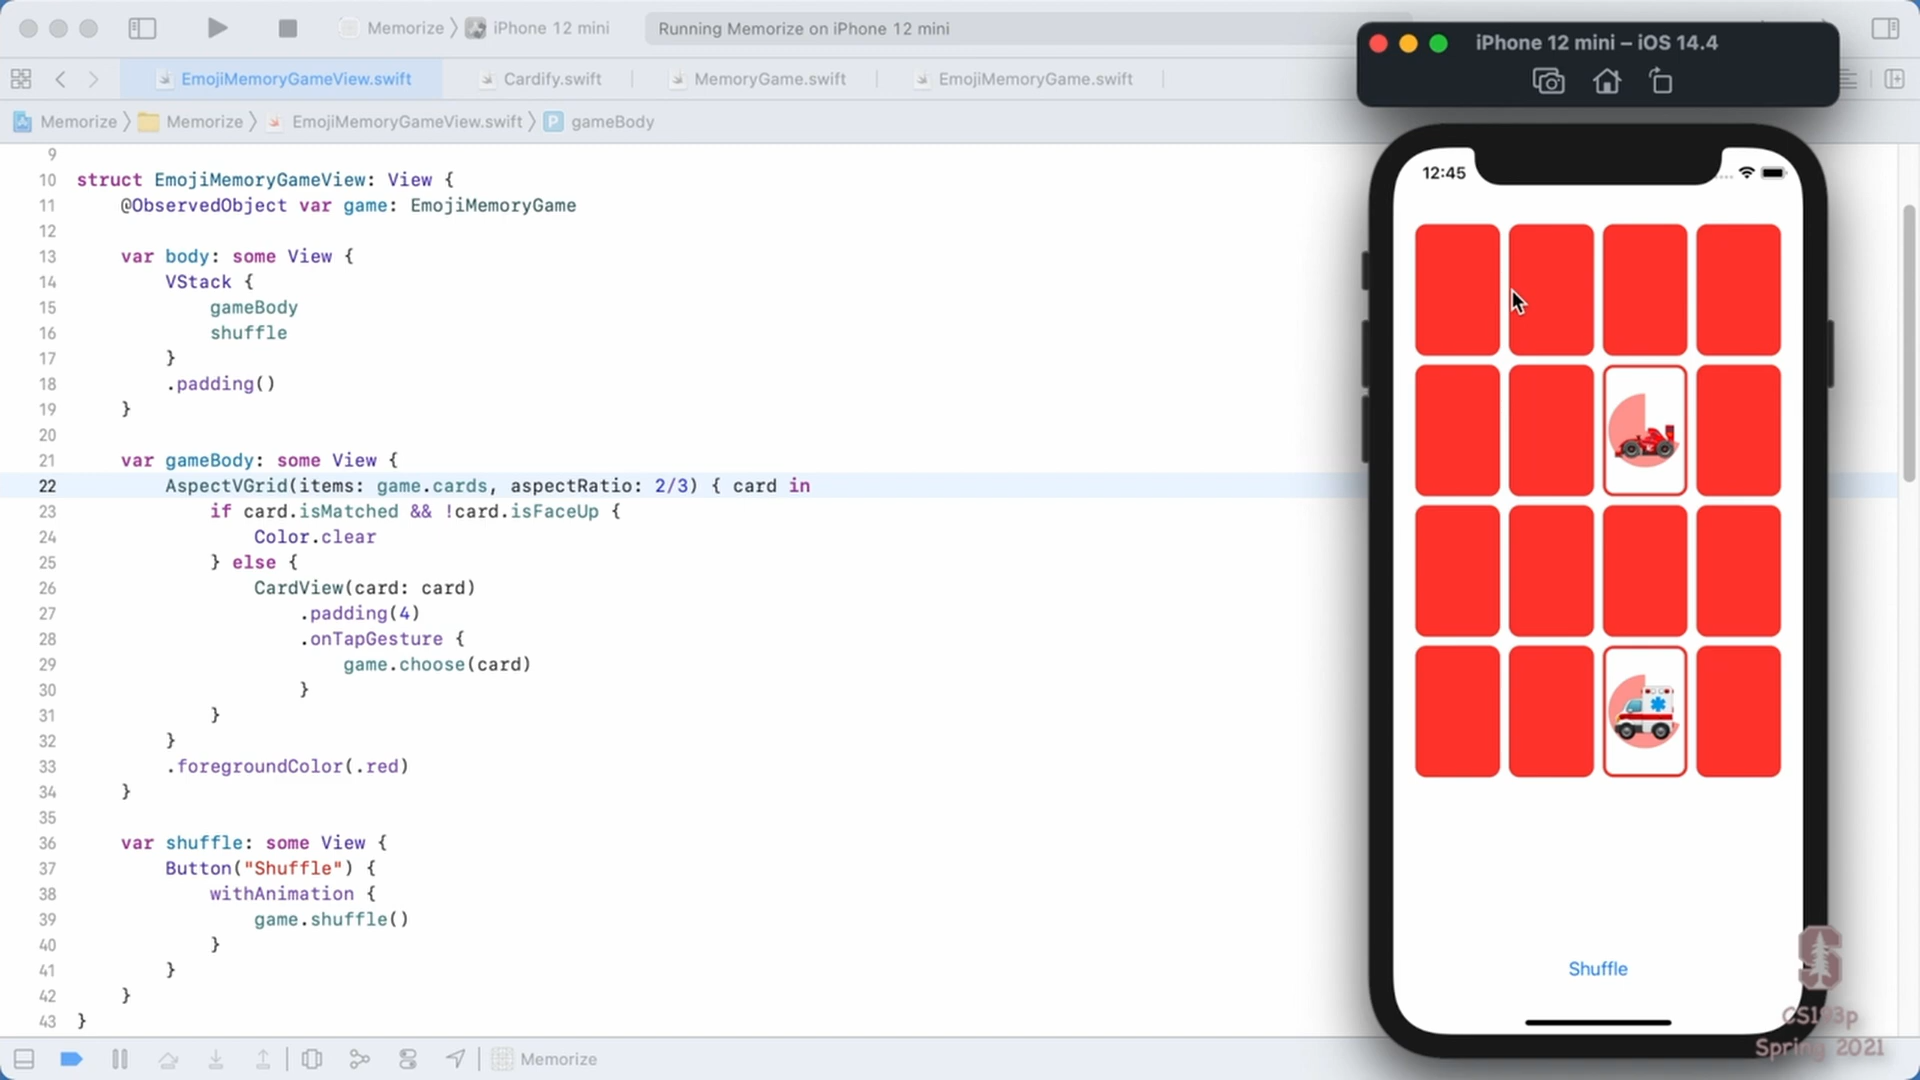 Memorize 〉 iPhone 12 mini
Running Memorize on iPhone 12 mini
iPhone 12 mini – iOS 14.4
EmojiMemoryGameView.swift
Cardify.swift
MemoryGame.swift
EmojiMemoryGame.swift
Memorize 〉 Memorize 〉 EmojiMemoryGameView.swift 〉 P gameBody
9
10 struct EmojiMemoryGameView: View {
11 @ObservedObject var game: EmojiMemoryGame
12
13 var body: some View {
14 VStack {
15 gameBody
16 shuffle
17 }
18 .padding()
19 }
20
21 var gameBody: some View {
22 AspectVGrid(items: game.cards, aspectRatio: 2/3) { card in
23 if card.isMatched && !card.isFaceUp {
24 Color.clear
25 } else {
26 CardView(card: card)
27 .padding(4)
28 .onTapGesture {
29 game.choose(card)
30 }
31 }
32 }
33 .foregroundColor(.red)
34 }
35
36 var shuffle: some View {
37 Button("Shuffle") {
38 withAnimation {
39 game.shuffle()
40 }
41 }
42 }
43 }
Memorize
12:45
Shuffle
S
CS193p
Spring 2021